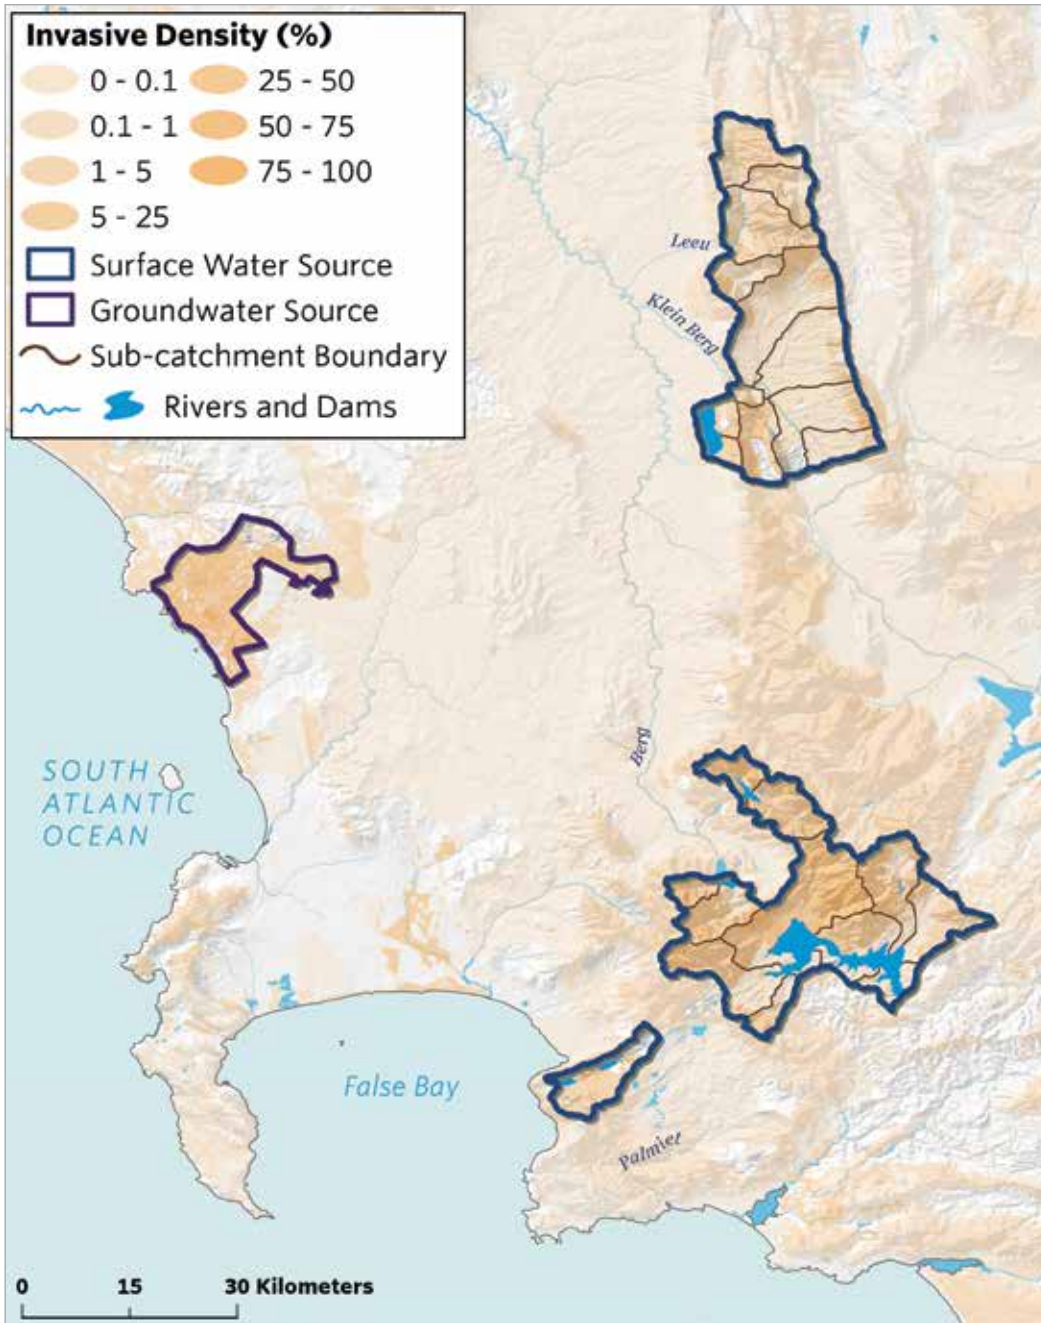 Invasive Density (%)
0 - 0.1
25 - 50
0.1 - 1
50 - 75
1 - 5
75 - 100
5 - 25
Surface Water Source
Groundwater Source
Sub-catchment Boundary
Rivers and Dams
Leeu
Klein Berg
Berg
SOUTH
ATLANTIC
OCEAN
False Bay
Palmiet
0 15 30 Kilometers